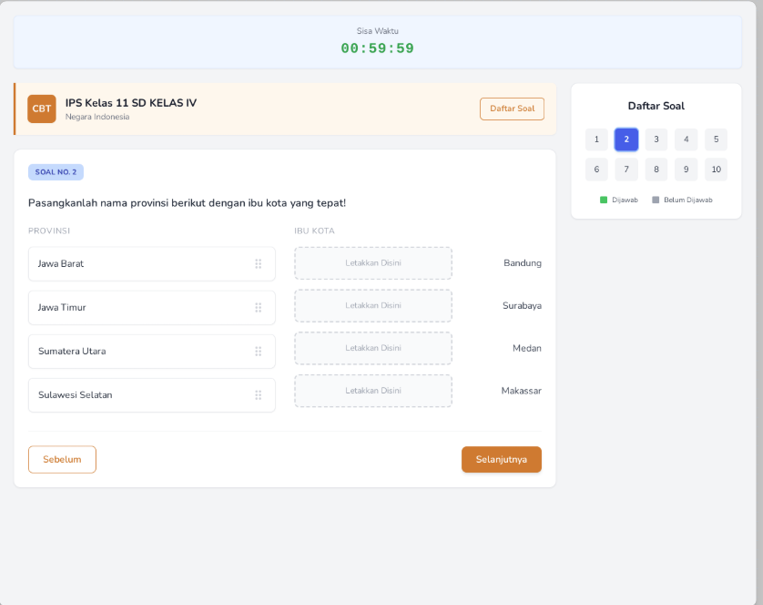 Sisa Waktu
00:59:59
CBT
IPS Kelas 11 SD KELAS IV
Negara Indonesia
Daftar Soal
SOAL NO. 2
Pasangkanlah nama provinsi berikut dengan ibu kota yang tepat!
PROVINSI
IBU KOTA
Jawa Barat
Letakkan Disini
Bandung
Jawa Timur
Letakkan Disini
Surabaya
Sumatera Utara
Letakkan Disini
Medan
Sulawesi Selatan
Letakkan Disini
Makassar
Sebelum
Selanjutnya
Daftar Soal
1 2 3 4 5
6 7 8 9 10
Dijawab Belum Dijawab